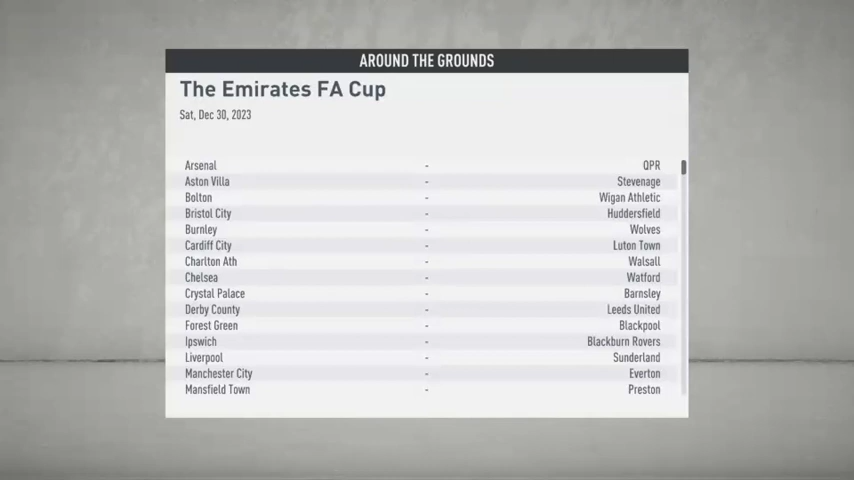 AROUND THE GROUNDS
The Emirates FA Cup
Sat, Dec 30, 2023
Arsenal - QPR
Aston Villa - Stevenage
Bolton - Wigan Athletic
Bristol City - Huddersfield
Burnley - Wolves
Cardiff City - Luton Town
Charlton Ath - Walsall
Chelsea - Watford
Crystal Palace - Barnsley
Derby County - Leeds United
Forest Green - Blackpool
Ipswich - Blackburn Rovers
Liverpool - Sunderland
Manchester City - Everton
Mansfield Town - Preston